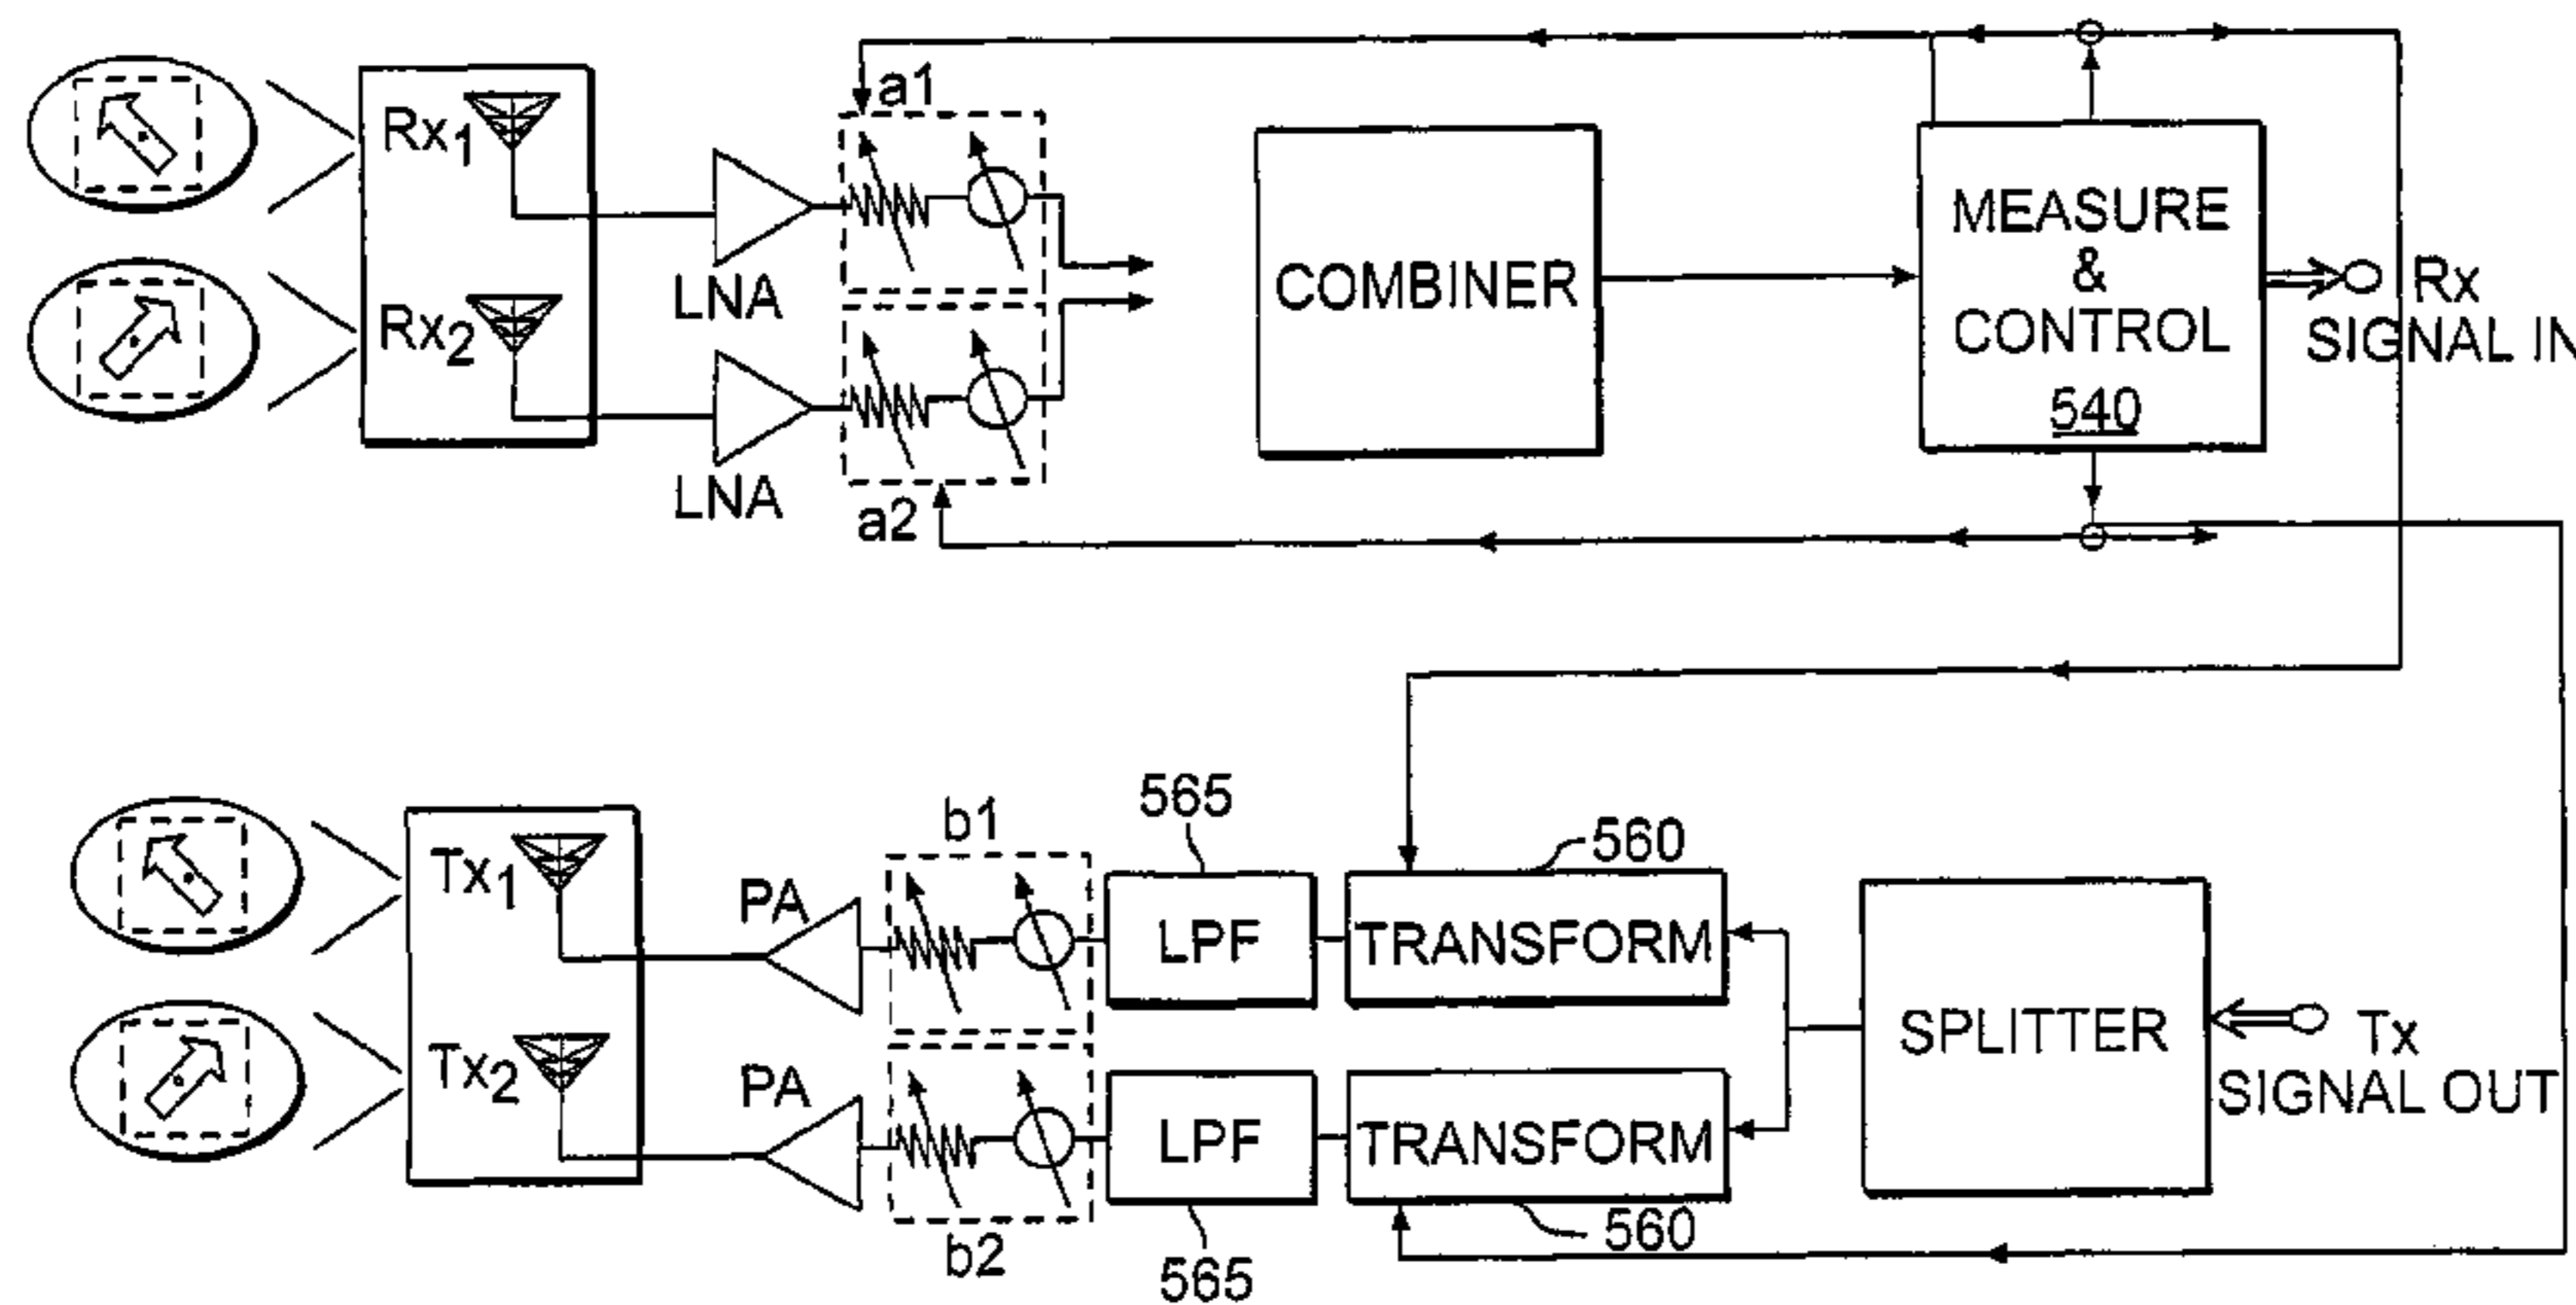 a1
Rx1
LNA
Rx2
LNA
a2
COMBINER
MEASURE
&
CONTROL
540
Rx
SIGNAL IN
565
560
b1
Tx1
PA
LPF
TRANSFORM
SPLITTER
Tx
SIGNAL OUT
Tx2
PA
LPF
TRANSFORM
b2
565
560